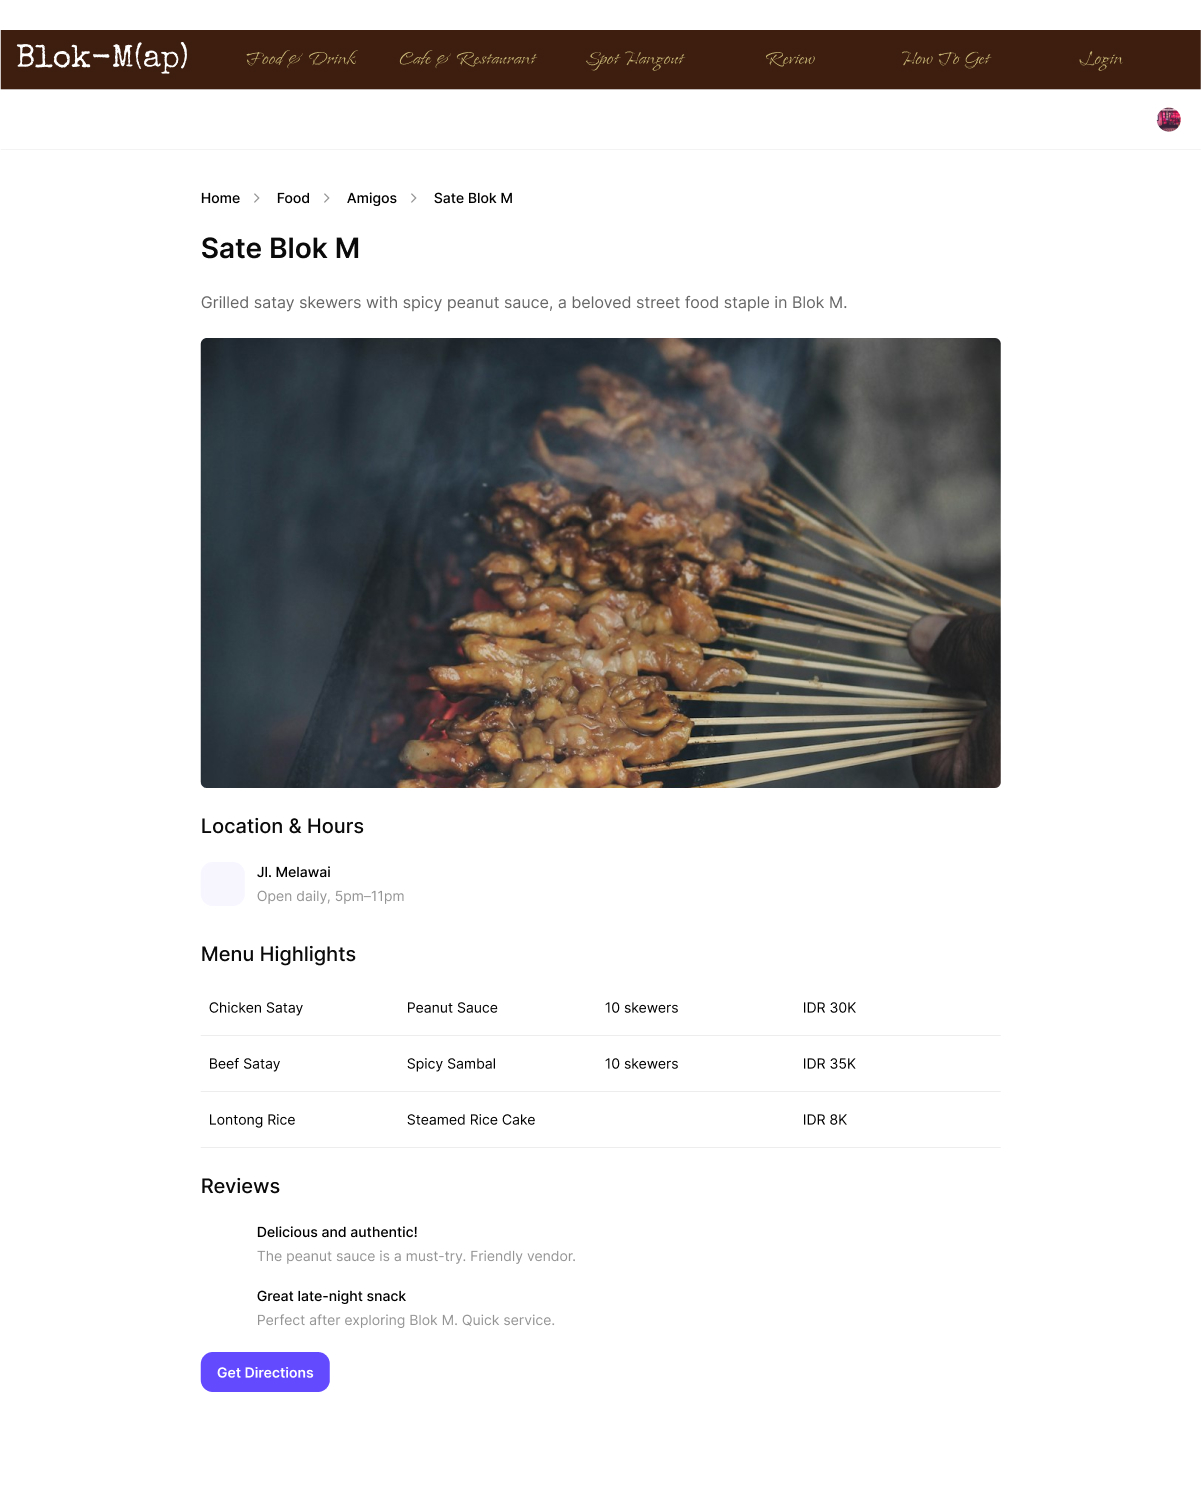 Blok-M(ap) Food & Drink Cafe & Restaurant Spot Hangout Review How To Get Login
Home > Food > Amigos > Sate Blok M
Sate Blok M
Grilled satay skewers with spicy peanut sauce, a beloved street food staple in Blok M.
Location & Hours
Jl. Melawai
Open daily, 5pm–11pm
Menu Highlights
Chicken Satay Peanut Sauce 10 skewers IDR 30K
Beef Satay Spicy Sambal 10 skewers IDR 35K
Lontong Rice Steamed Rice Cake IDR 8K
Reviews
Delicious and authentic!
The peanut sauce is a must-try. Friendly vendor.
Great late-night snack
Perfect after exploring Blok M. Quick service.
Get Directions